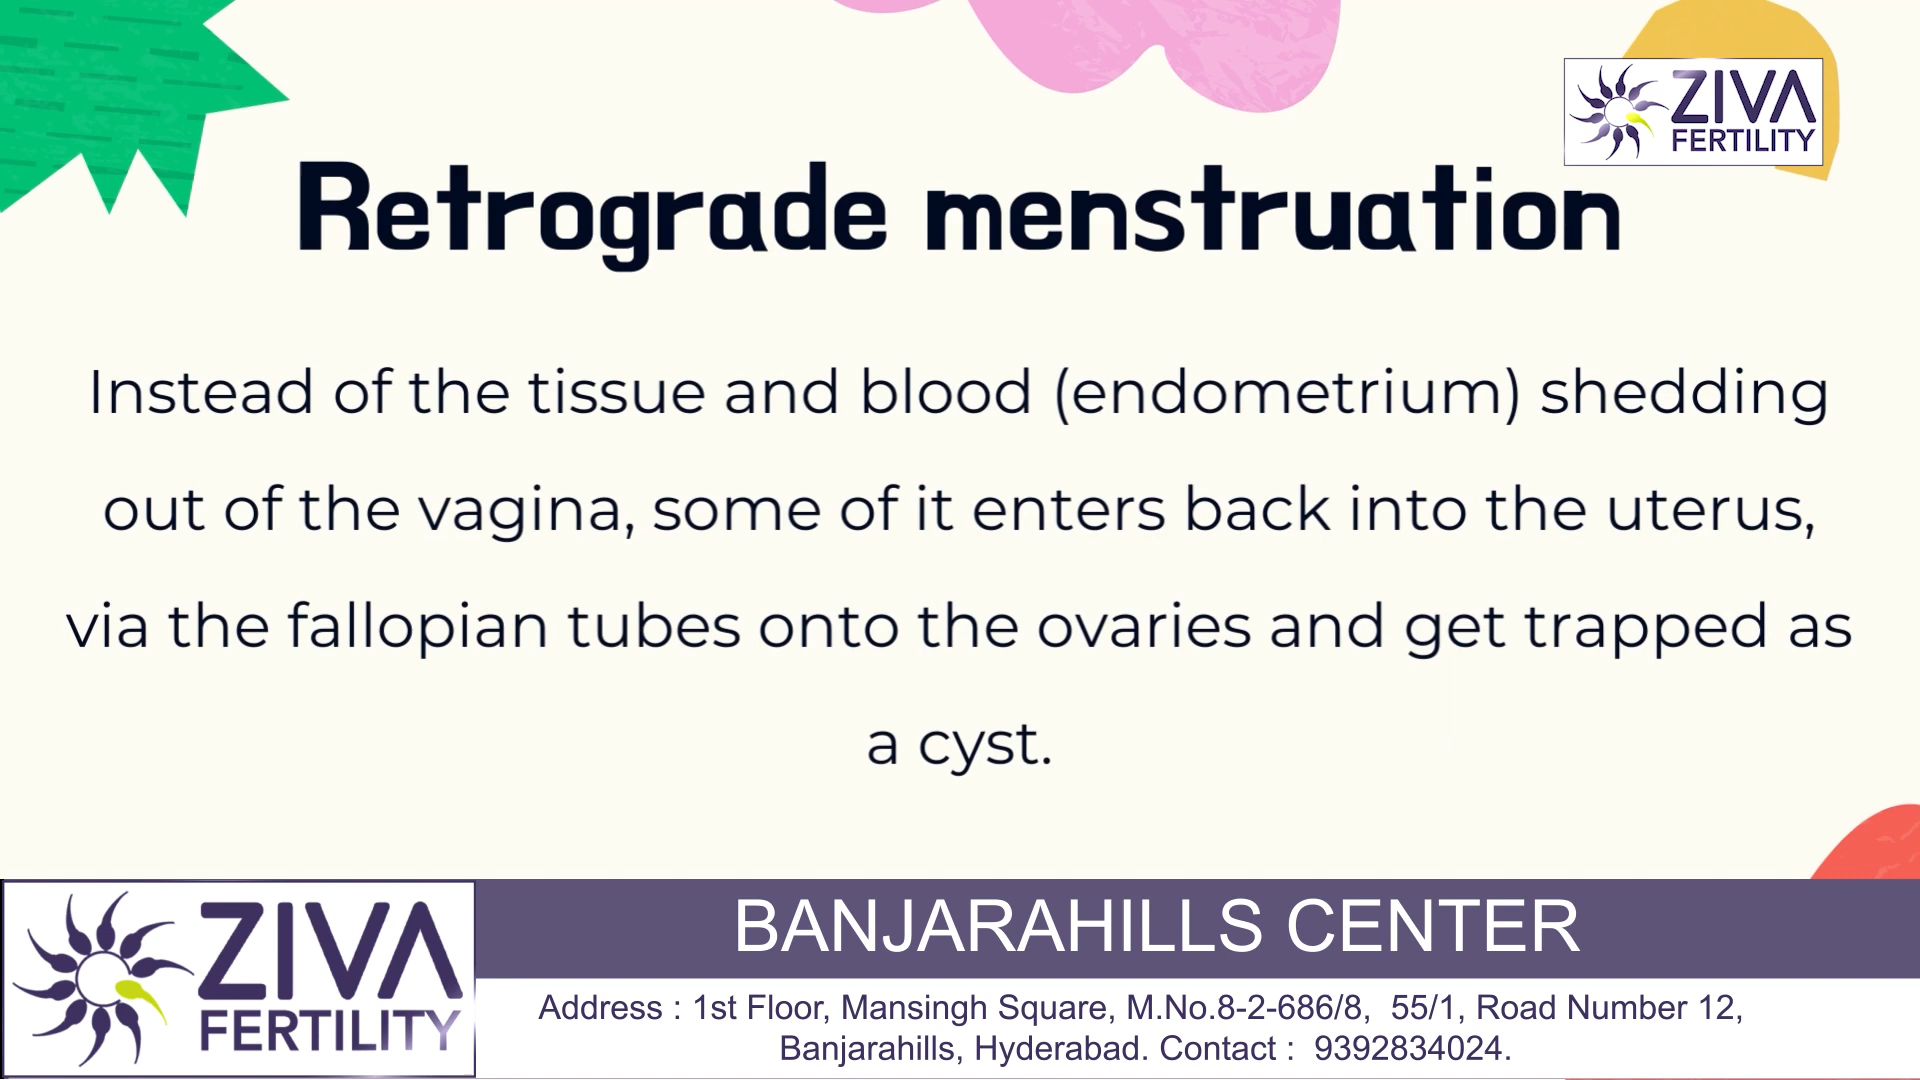 ZIVA
FERTILITY
Retrograde menstruation
Instead of the tissue and blood (endometrium) shedding
out of the vagina, some of it enters back into the uterus,
via the fallopian tubes onto the ovaries and get trapped as
a cyst.
ZIVA
FERTILITY
BANJARAHILLS CENTER
Address : 1st Floor, Mansingh Square, M.No.8-2-686/8, 55/1, Road Number 12,
Banjarahills, Hyderabad. Contact : 9392834024.